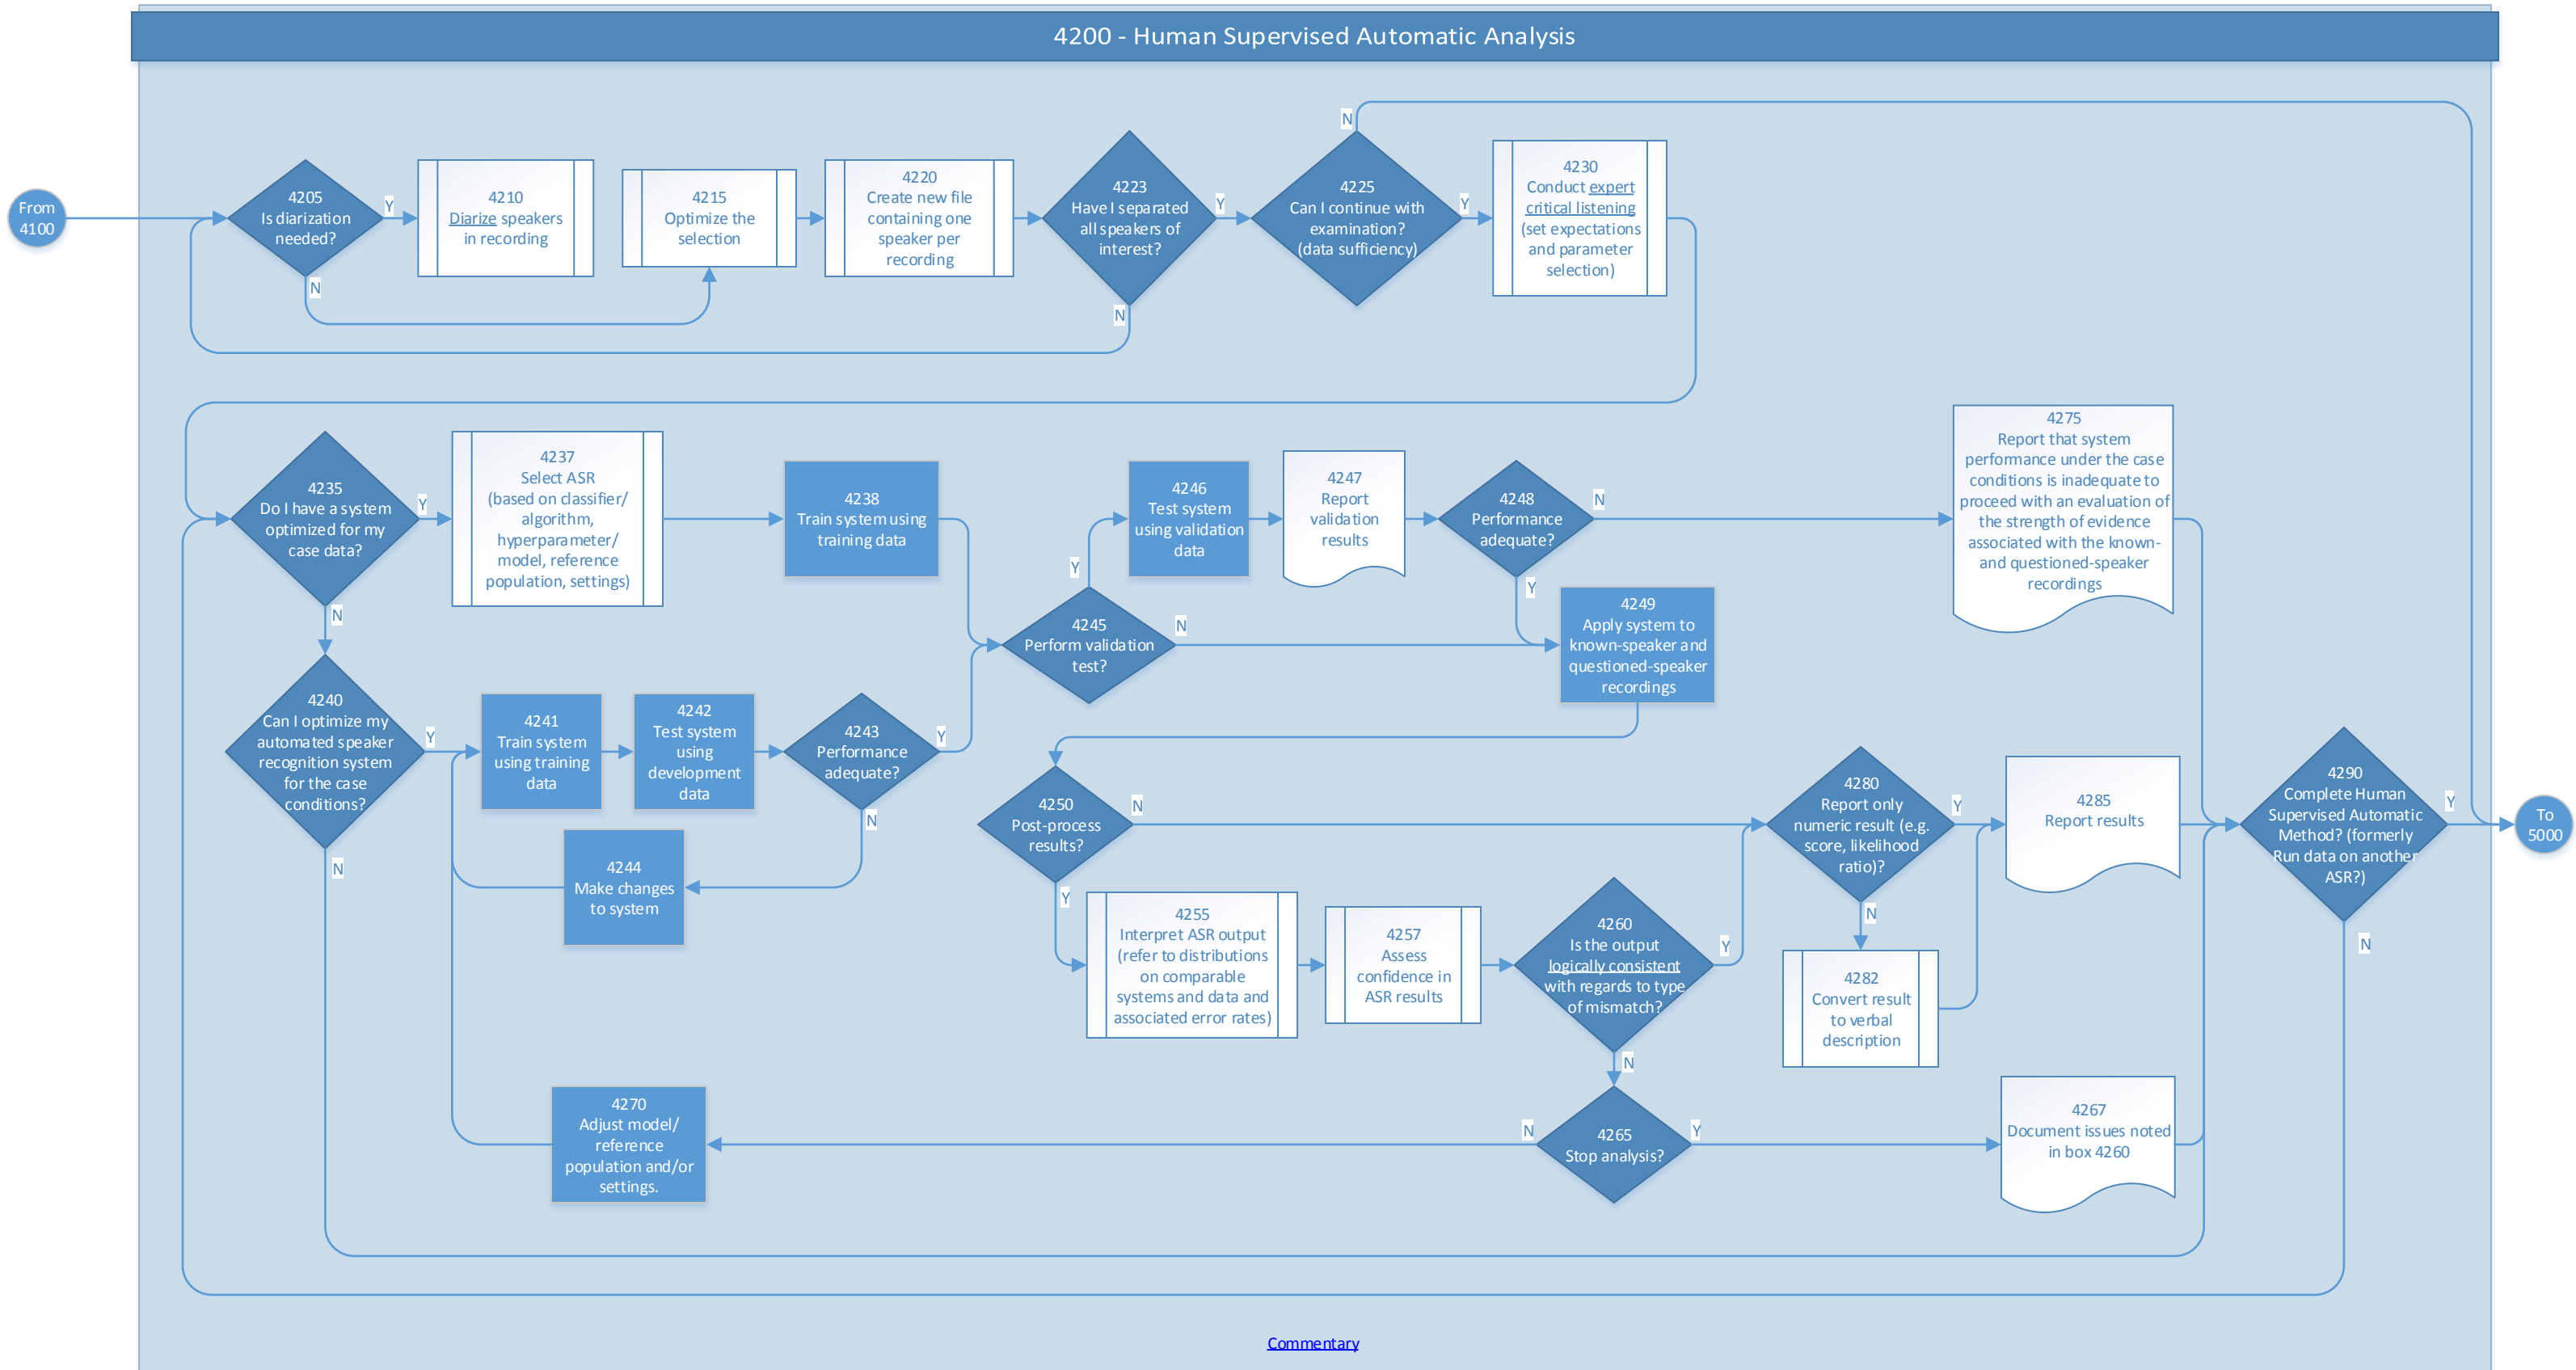 4200 - Human Supervised Automatic Analysis
From
4100
4205
Is diarization
needed?
Y
N
4210
Diarize speakers
in recording
4215
Optimize the
selection
4220
Create new file
containing one
speaker per
recording
4223
Have I separated
all speakers of
interest?
Y
N
4225
Can I continue with
examination?
(data sufficiency)
N
Y
4230
Conduct expert
critical listening
(set expectations
and parameter
selection)
4235
Do I have a system
optimized for my
case data?
Y
N
4237
Select ASR
(based on classifier/
algorithm,
hyperparameter/
model, reference
population, settings)
4238
Train system using
training data
4240
Can I optimize my
automated speaker
recognition system
for the case
conditions?
Y
N
4241
Train system
using training
data
4242
Test system
using
development
data
4243
Performance
adequate?
Y
N
4244
Make changes
to system
4245
Perform validation
test?
Y
N
4246
Test system
using validation
data
4247
Report
validation
results
4248
Performance
adequate?
N
Y
4249
Apply system to
known-speaker and
questioned-speaker
recordings
4275
Report that system
performance under the case
conditions is inadequate to
proceed with an evaluation of
the strength of evidence
associated with the known-
and questioned-speaker
recordings
4250
Post-process
results?
N
Y
4255
Interpret ASR output
(refer to distributions
on comparable
systems and data and
associated error rates)
4257
Assess
confidence in
ASR results
4260
Is the output
logically consistent
with regards to type
of mismatch?
Y
N
4265
Stop analysis?
N
Y
4267
Document issues noted
in box 4260
4270
Adjust model/
reference
population and/or
settings.
4280
Report only
numeric result (e.g.
score, likelihood
ratio)?
Y
N
4282
Convert result
to verbal
description
4285
Report results
4290
Complete Human
Supervised Automatic
Method? (formerly
Run data on another
ASR?)
Y
N
To
5000
Commentary